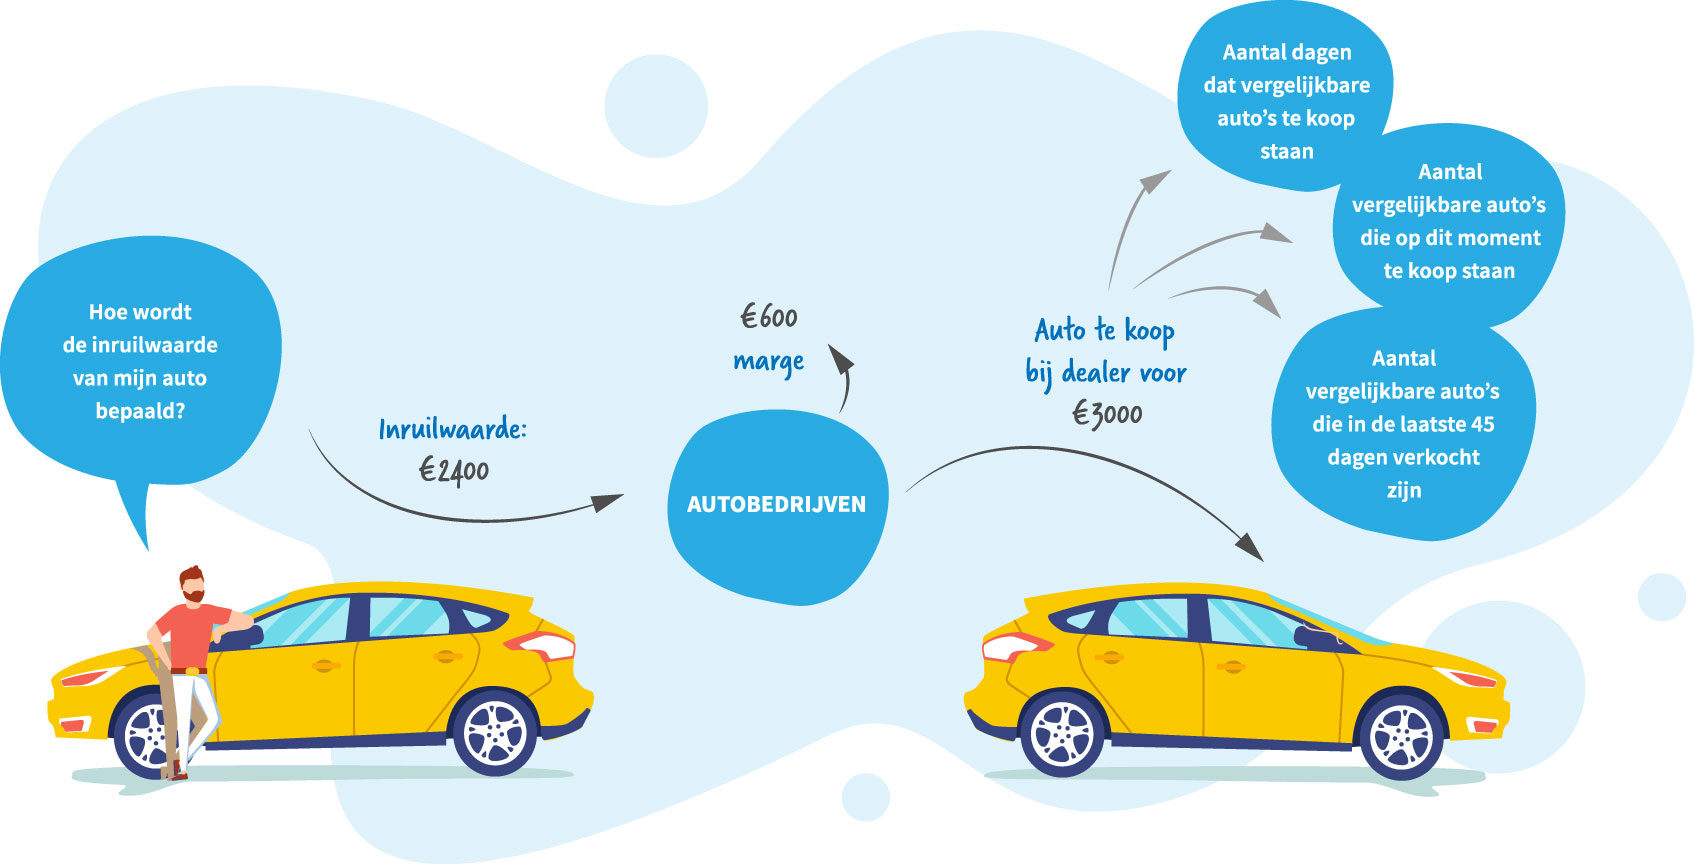 Hoe wordt
de inruilwaarde
van mijn auto
bepaald?
Inruilwaarde:
€2400
€600
marge
AUTOBEDRIJVEN
Auto te koop
bij dealer voor
€3000
Aantal dagen
dat vergelijkbare
auto's te koop
staan
Aantal
vergelijkbare auto's
die op dit moment
te koop staan
Aantal
vergelijkbare auto's
die in de laatste 45
dagen verkocht
zijn